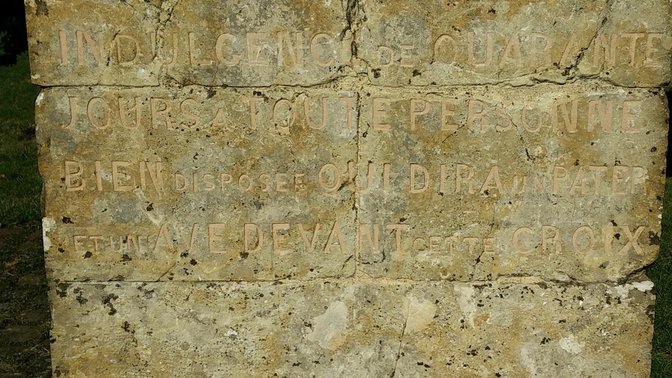 INDULGENCE DE QUARANTE
JOURS A TOUTE PERSONNE
BIEN DISPOSEE QUI DIRA UN PATER
ET UN AVE DEVANT CETTE CROIX